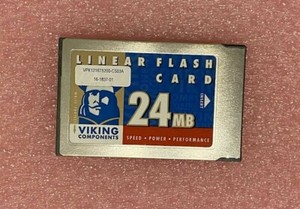 LINEAR FLASH
CARD
24MB
VIKING
COMPONENTS
SPEED • POWER • PERFORMANCE